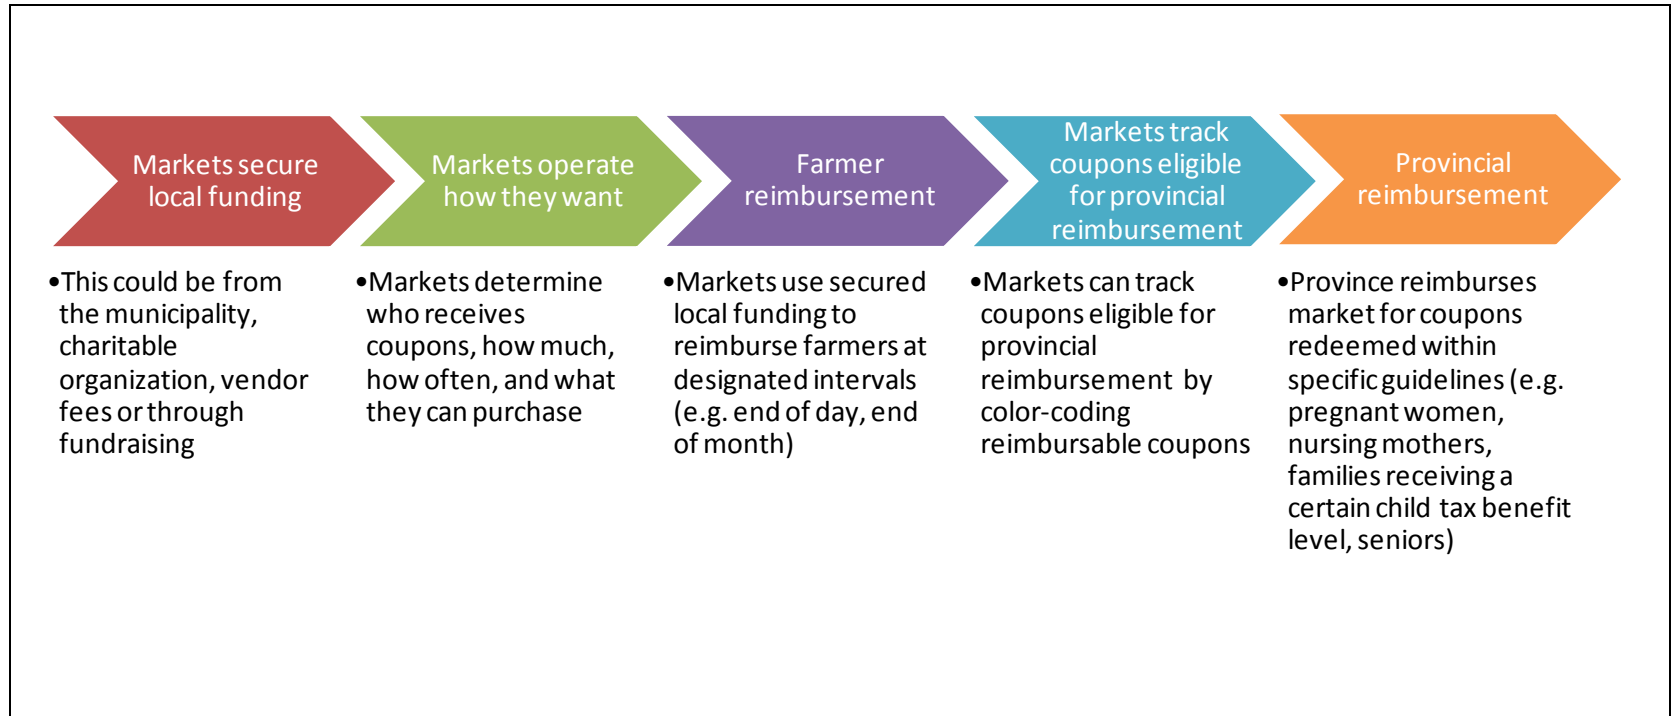 Markets secure
local funding
•This could be from
the municipality,
charitable
organization, vendor
fees or through
fundraising
Markets operate
how they want
•Markets determine
who receives
coupons, how much,
how often, and what
they can purchase
Farmer
reimbursement
•Markets use secured
local funding to
reimburse farmers at
designated intervals
(e.g. end of day, end
of month)
Markets track
coupons eligible
for provincial
reimbursement
•Markets can track
coupons eligible for
provincial
reimbursement by
color-coding
reimbursable coupons
Provincial
reimbursement
•Province reimburses
market for coupons
redeemed within
specific guidelines (e.g.
pregnant women,
nursing mothers,
families receiving a
certain child tax benefit
level, seniors)